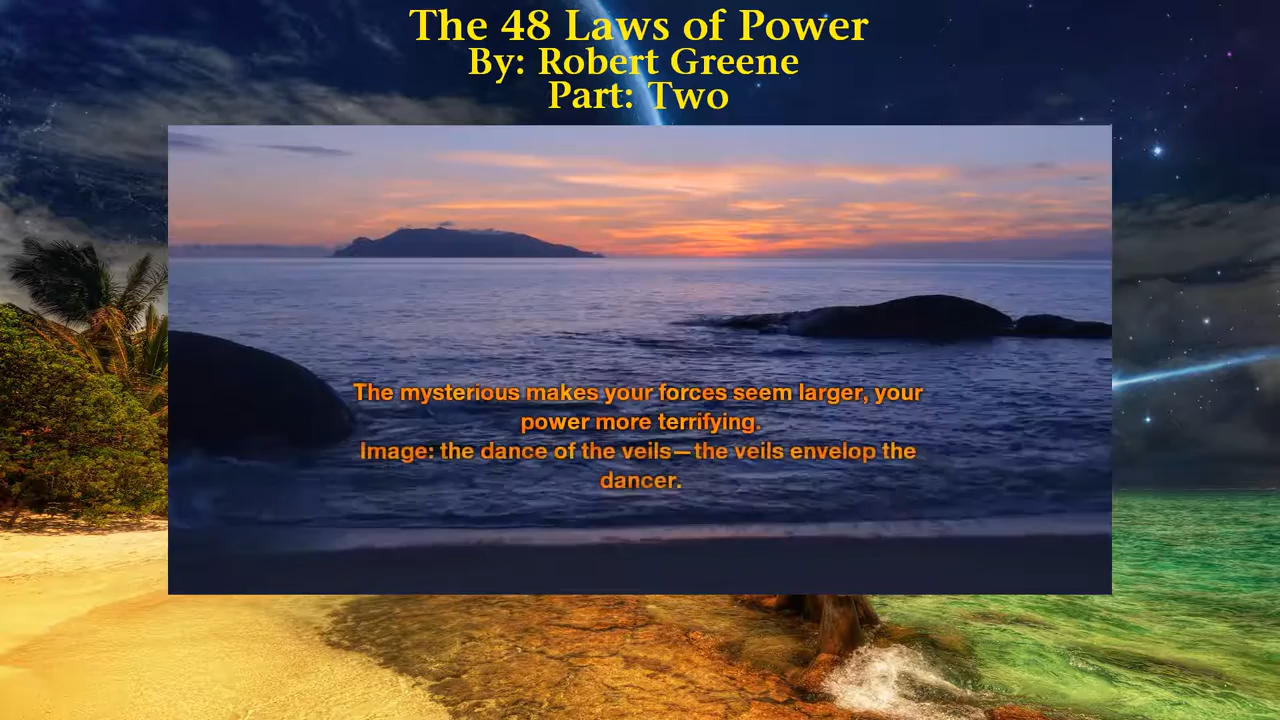 The 48 Laws of Power
By: Robert Greene
Part: Two
The mysterious makes your forces seem larger, your
power more terrifying.
Image: the dance of the veils—the veils envelop the
dancer.